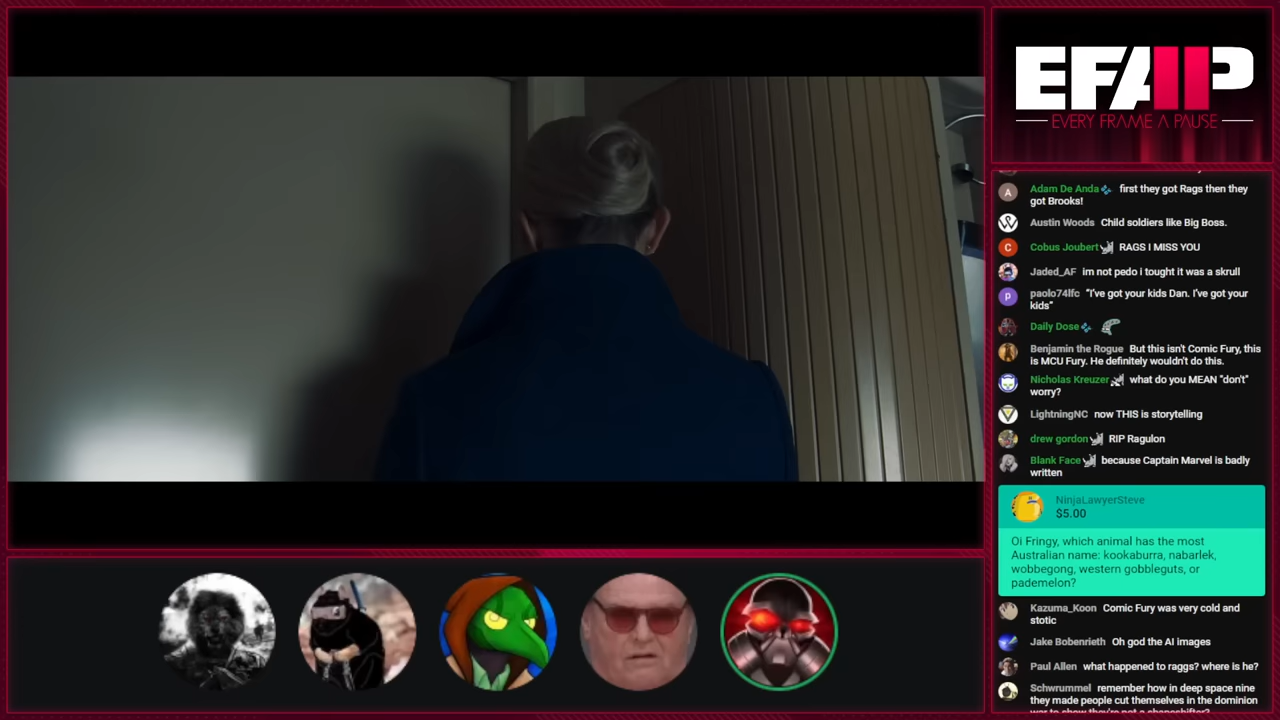 EFAP
EVERY FRAME A PAUSE
Adam De Anda first they got Rags then they
got Brooks!
Austin Woods Child soldiers like Big Boss.
Cobus Joubert RAGS I MISS YOU
Jaded_AF im not pedo i tought it was a skrull
paolo74lfc "I've got your kids Dan. I've got your
kids"
Daily Dose
Benjamin the Rogue But this isn't Comic Fury, this
is MCU Fury. He definitely wouldn't do this.
Nicholas Kreuzer what do you MEAN "don't"
worry?
LightningNC now THIS is storytelling
drew gordon RIP Ragulon
Blank Face because Captain Marvel is badly
written
NinjaLawyerSteve
$5.00
Oi Fringy, which animal has the most
Australian name: kookaburra, nabarlek,
wobbegong, western gobbleguts, or
pademelon?
Kazuma_Koon Comic Fury was very cold and
stotic
Jake Bobenrieth Oh god the AI images
Paul Allen what happened to raggs? where is he?
Schwrummel remember how in deep space nine
they made people cut themselves in the dominion
war to show they're not a shapeshifter?